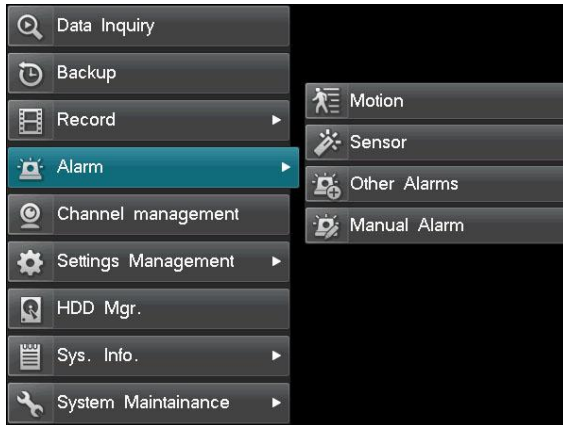 Data Inquiry
Backup
Record
Alarm
Channel management
Settings Management
HDD Mgr.
Sys. Info.
System Maintainance
Motion
Sensor
Other Alarms
Manual Alarm